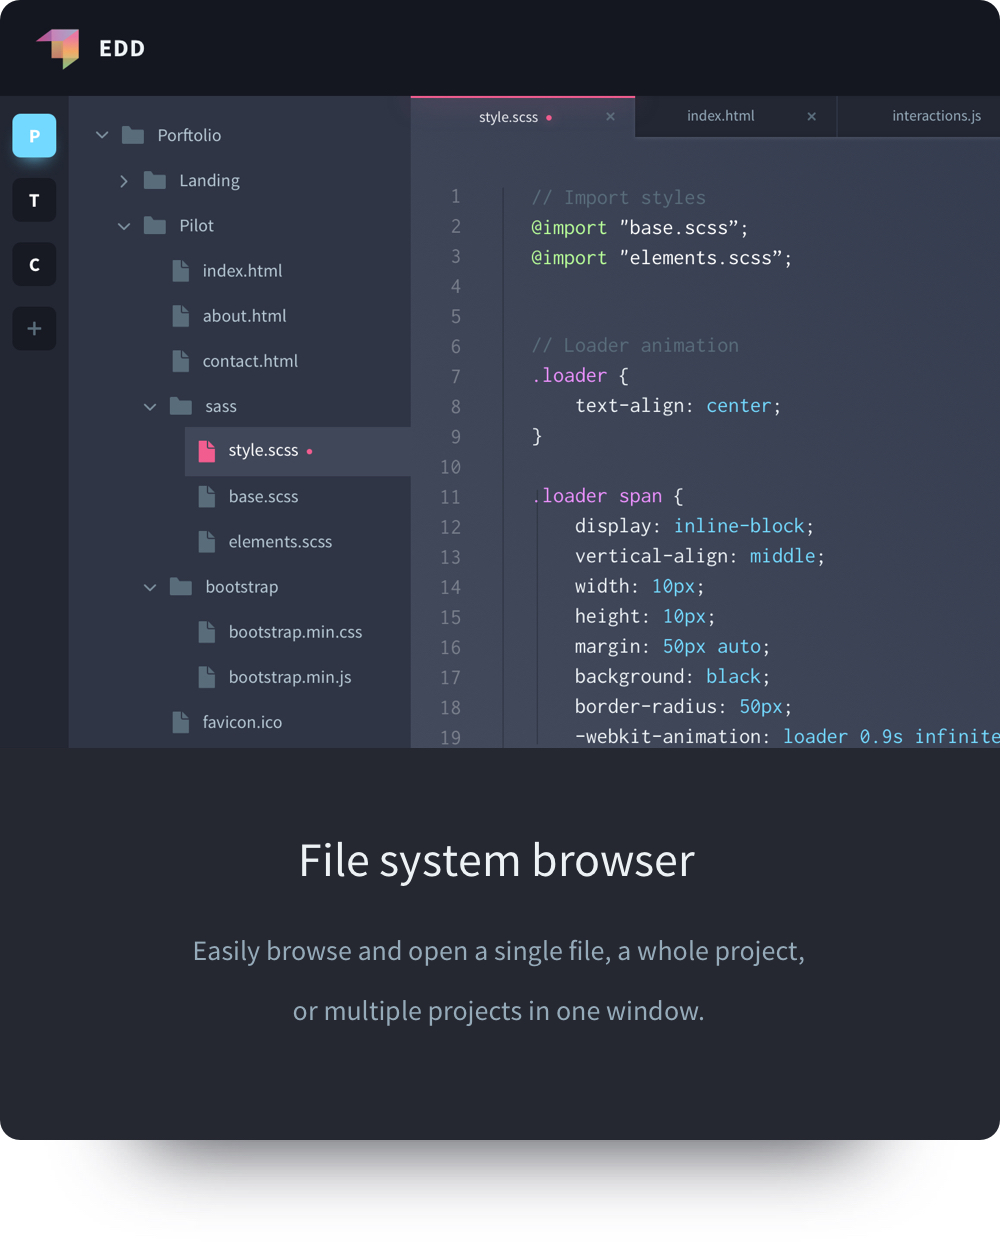 EDD
P
T
C
+
Porftolio
Landing
Pilot
index.html
about.html
contact.html
sass
style.scss
base.scss
elements.scss
bootstrap
bootstrap.min.css
bootstrap.min.js
favicon.ico
style.scss × index.html × interactions.js
1 // Import styles
2 @import "base.scss”;
3 @import "elements.scss”;
4
5
6 // Loader animation
7 .loader {
8 text-align: center;
9 }
10
11 .loader span {
12 display: inline-block;
13 vertical-align: middle;
14 width: 10px;
15 height: 10px;
16 margin: 50px auto;
17 background: black;
18 border-radius: 50px;
19 -webkit-animation: loader 0.9s infinite
File system browser
Easily browse and open a single file, a whole project,
or multiple projects in one window.